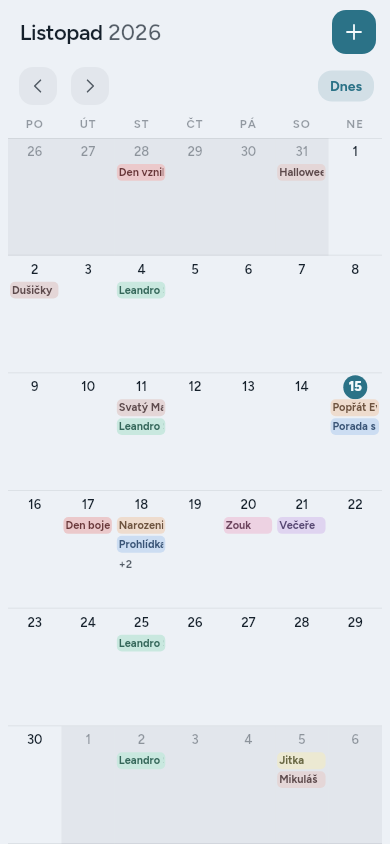 Listopad 2026
Dnes
PO ÚT ST ČT PÁ SO NE
26 27 28 29 30 31 1
Den vzni Hallowee
2 3 4 5 6 7 8
Dušičky Leandro
9 10 11 12 13 14 15
Svatý Ma Popřát Ev
Leandro Porada s
16 17 18 19 20 21 22
Den boje Narozeni Zouk Večeře
Prohlídka
+2
23 24 25 26 27 28 29
Leandro
30 1 2 3 4 5 6
Leandro Jitka
Mikuláš